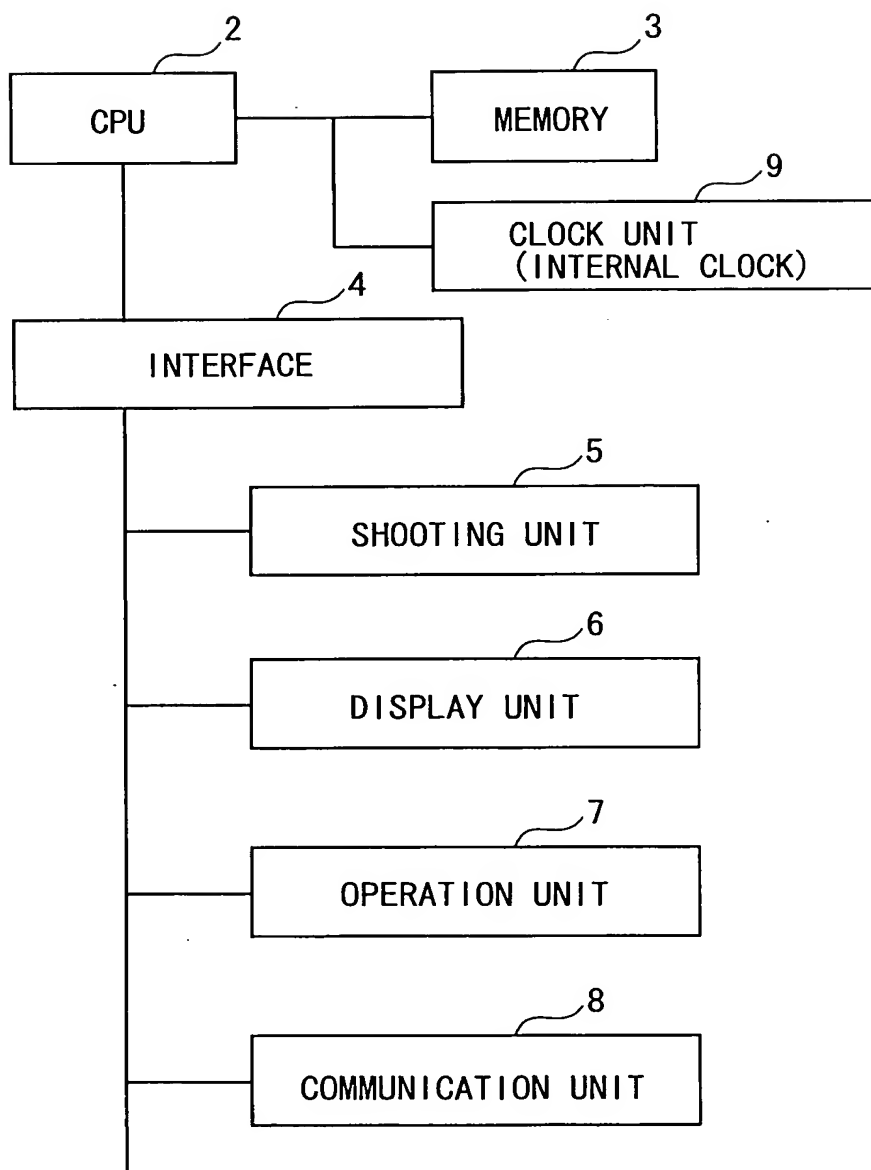 2
CPU
3
MEMORY
9
CLOCK UNIT
(INTERNAL CLOCK)
4
INTERFACE
5
SHOOTING UNIT
6
DISPLAY UNIT
7
OPERATION UNIT
8
COMMUNICATION UNIT